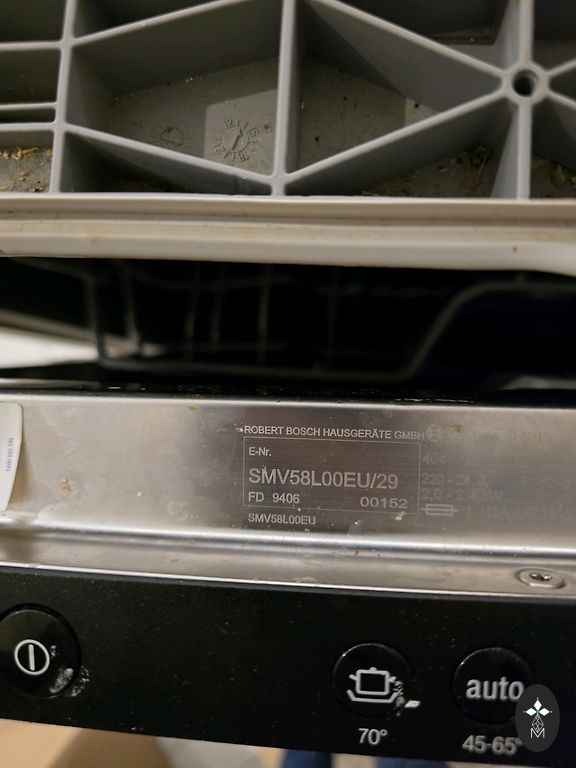 ROBERT BOSCH HAUSGERÄTE GMBH
E-Nr.
SMV58L00EU/29
FD 9406 00152
SMV58L00EU
70°
auto
45-65°